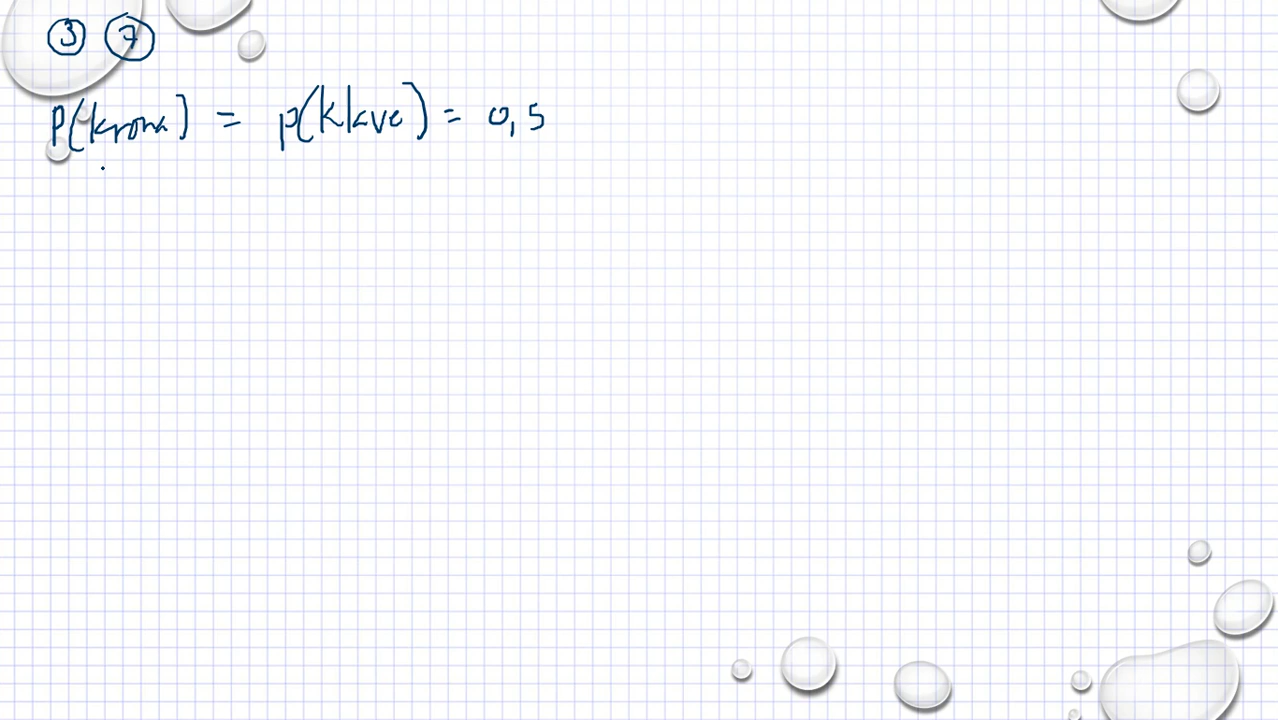 3 7
P(krona) = p(klave) = 0,5